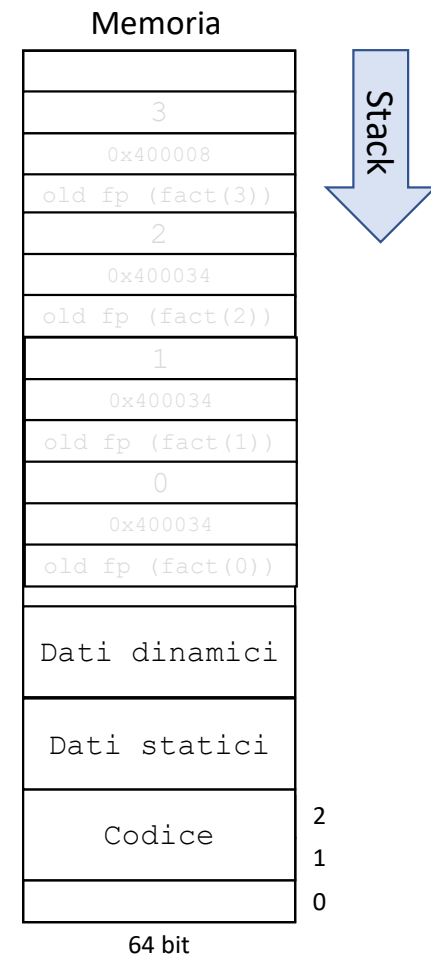 Memoria
Stack
3
0x400008
old fp (fact(3))
2
0x400034
old fp (fact(2))
1
0x400034
old fp (fact(1))
0
0x400034
old fp (fact(0))
Dati dinamici
Dati statici
Codice
2
1
0
64 bit